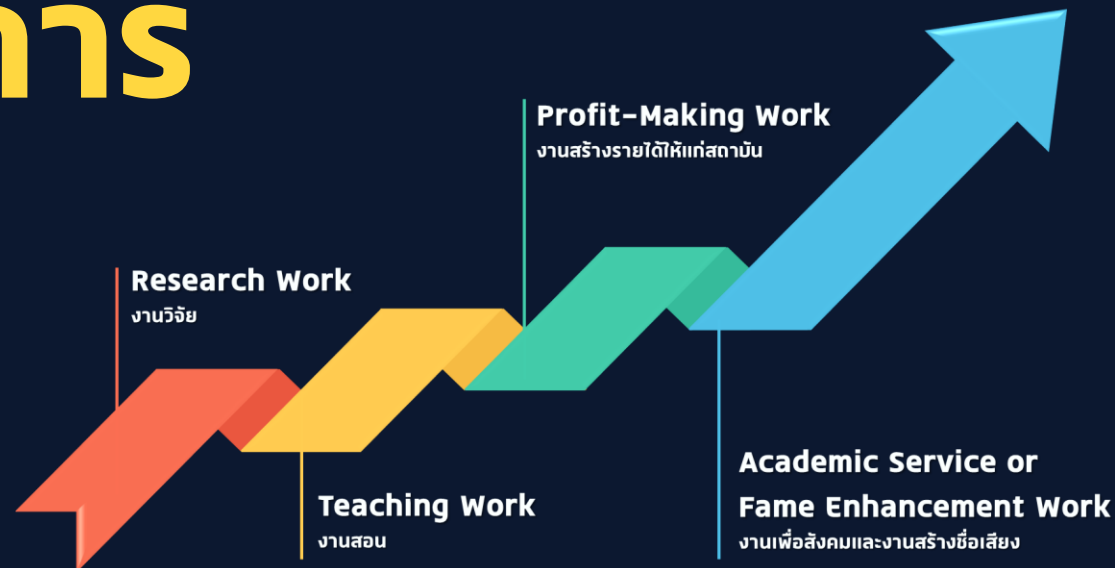 Profit-Making Work
งานสร้างรายได้ให้แก่สถาบัน
Research Work
งานวิจัย
Teaching Work
งานสอน
Academic Service or
Fame Enhancement Work
งานเพื่อสังคมและงานสร้างชื่อเสียง